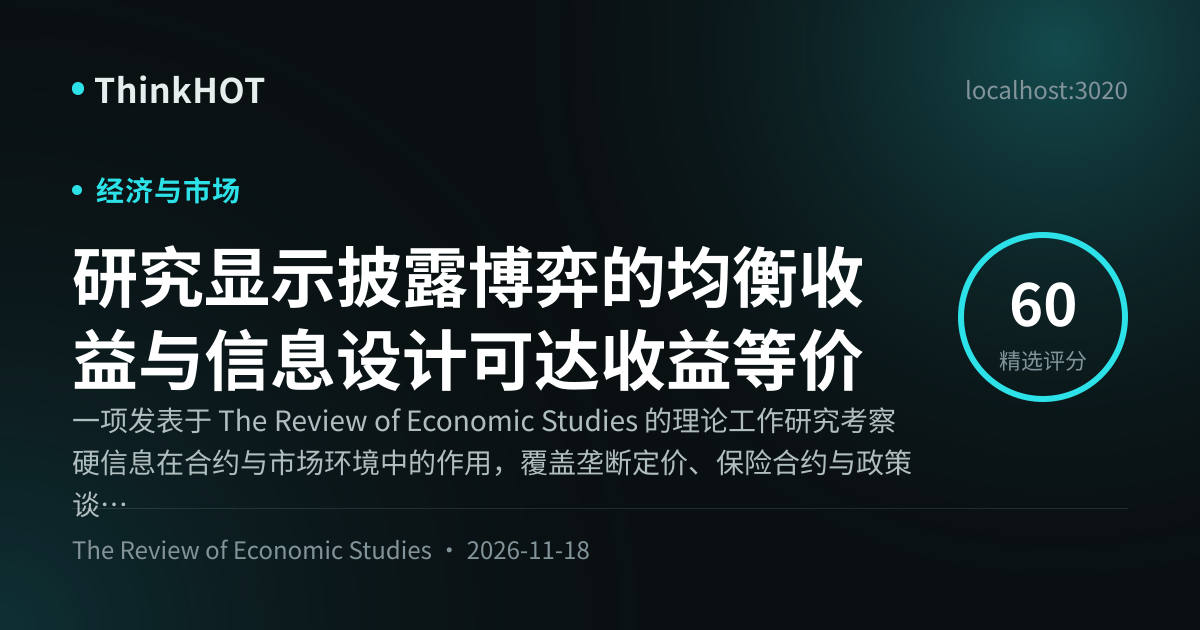 ThinkHOT
localhost:3020
经济与市场
研究显示披露博弈的均衡收
益与信息设计可达收益等价
60
精选评分
一项发表于 The Review of Economic Studies 的理论工作研究考察
硬信息在合约与市场环境中的作用，覆盖垄断定价、保险合约与政策
谈…
The Review of Economic Studies · 2026-11-18